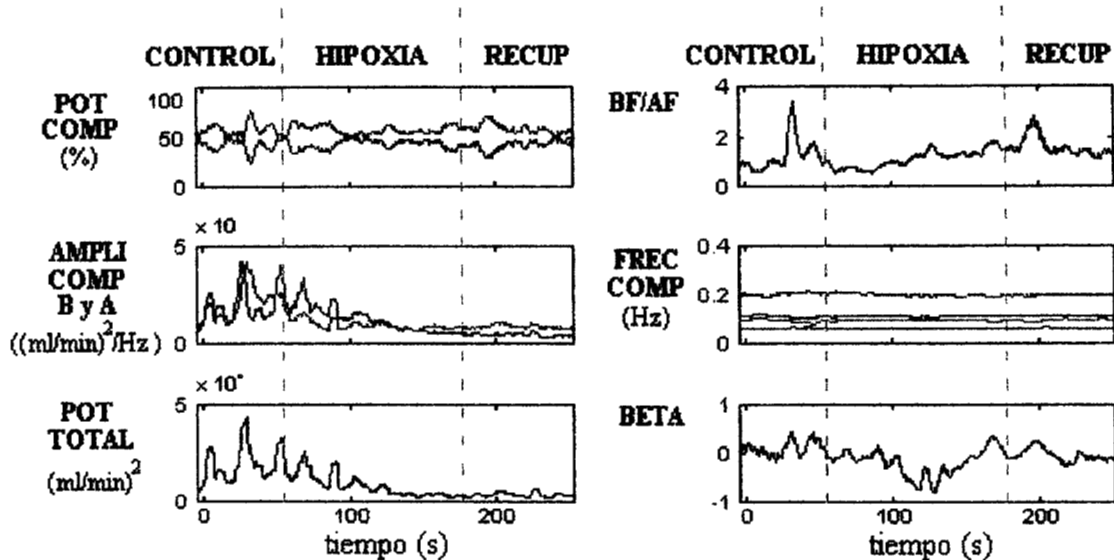 CONTROL HIPOXIA RECUP
POT
COMP
(%)
100
50
0
AMPLI
COMP
B y A
((ml/min)²/Hz)
× 10
5
0
POT
TOTAL
(ml/min)²
× 10
5
0
0 100 200
tiempo (s)
CONTROL HIPOXIA RECUP
BF/AF
4
2
0
FREC
COMP
(Hz)
0.4
0.2
0
BETA
1
0
-1
0 100 200
tiempo (s)